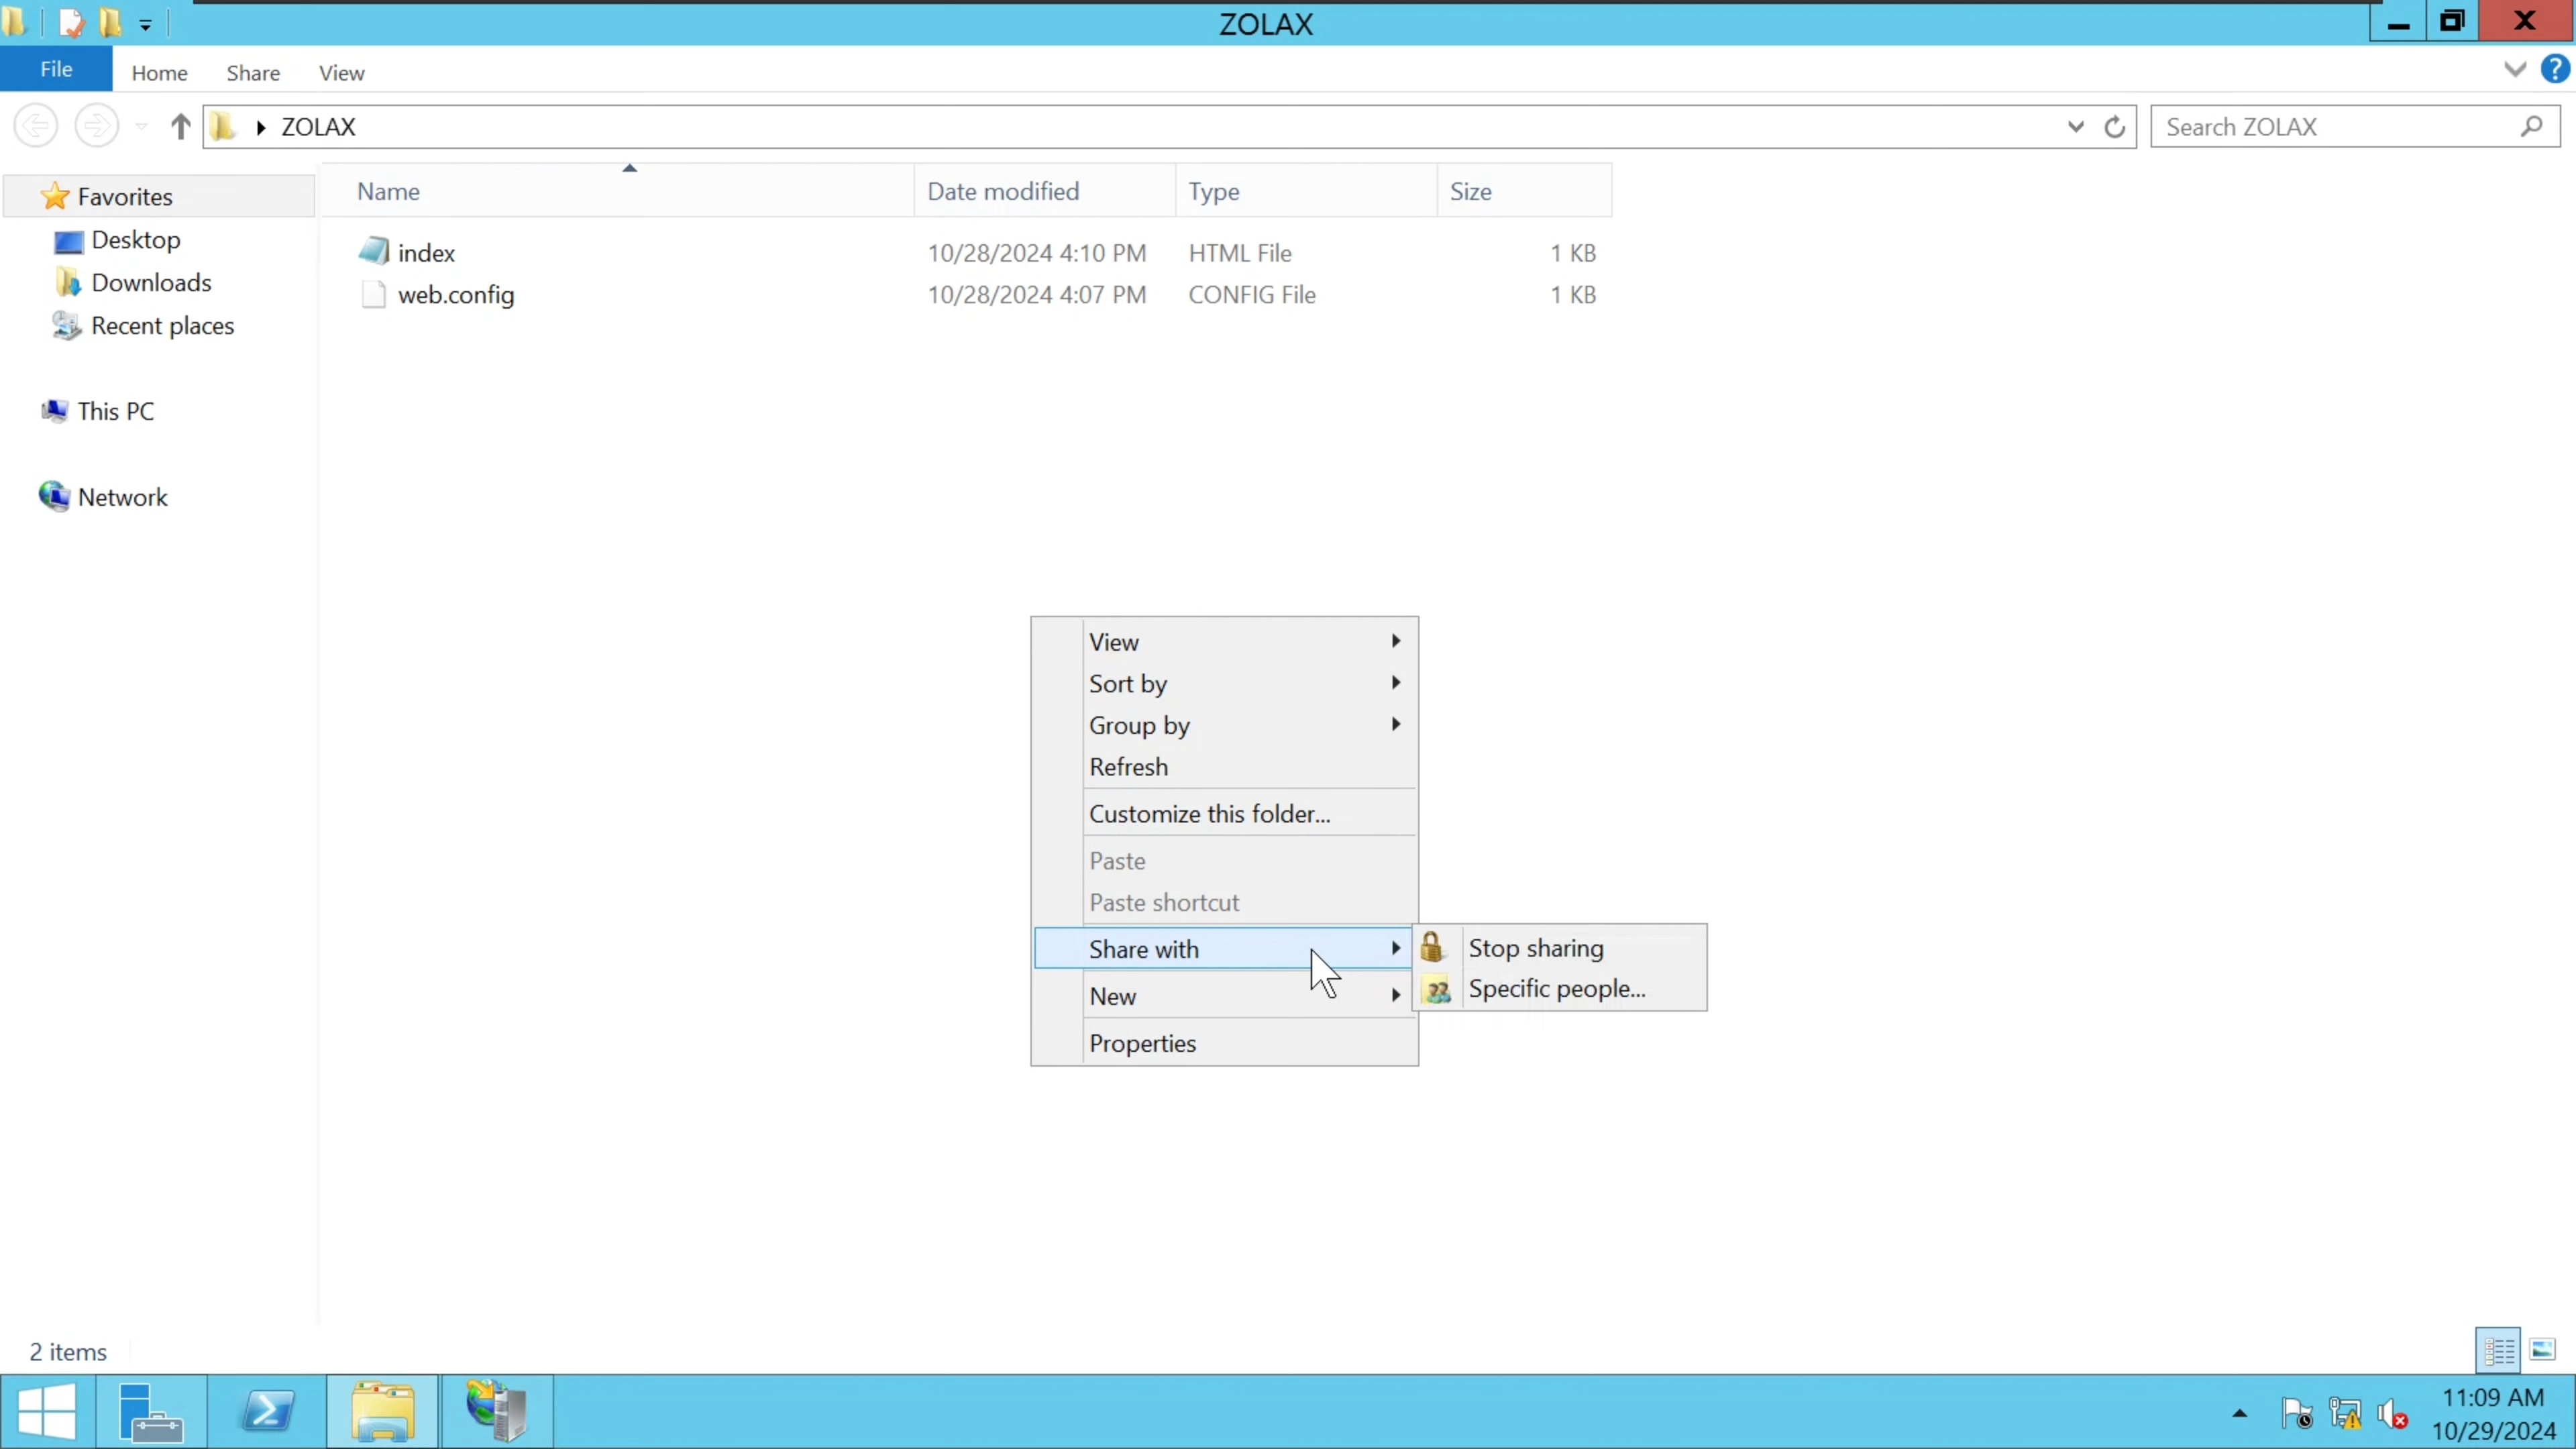 ZOLAX
File Home Share View
ZOLAX
Search ZOLAX
Favorites
Desktop
Downloads
Recent places
This PC
Network
Name Date modified Type Size
index 10/28/2024 4:10 PM HTML File 1 KB
web.config 10/28/2024 4:07 PM CONFIG File 1 KB
View
Sort by
Group by
Refresh
Customize this folder...
Paste
Paste shortcut
Share with
New
Properties
Stop sharing
Specific people...
2 items
11:09 AM
10/29/2024